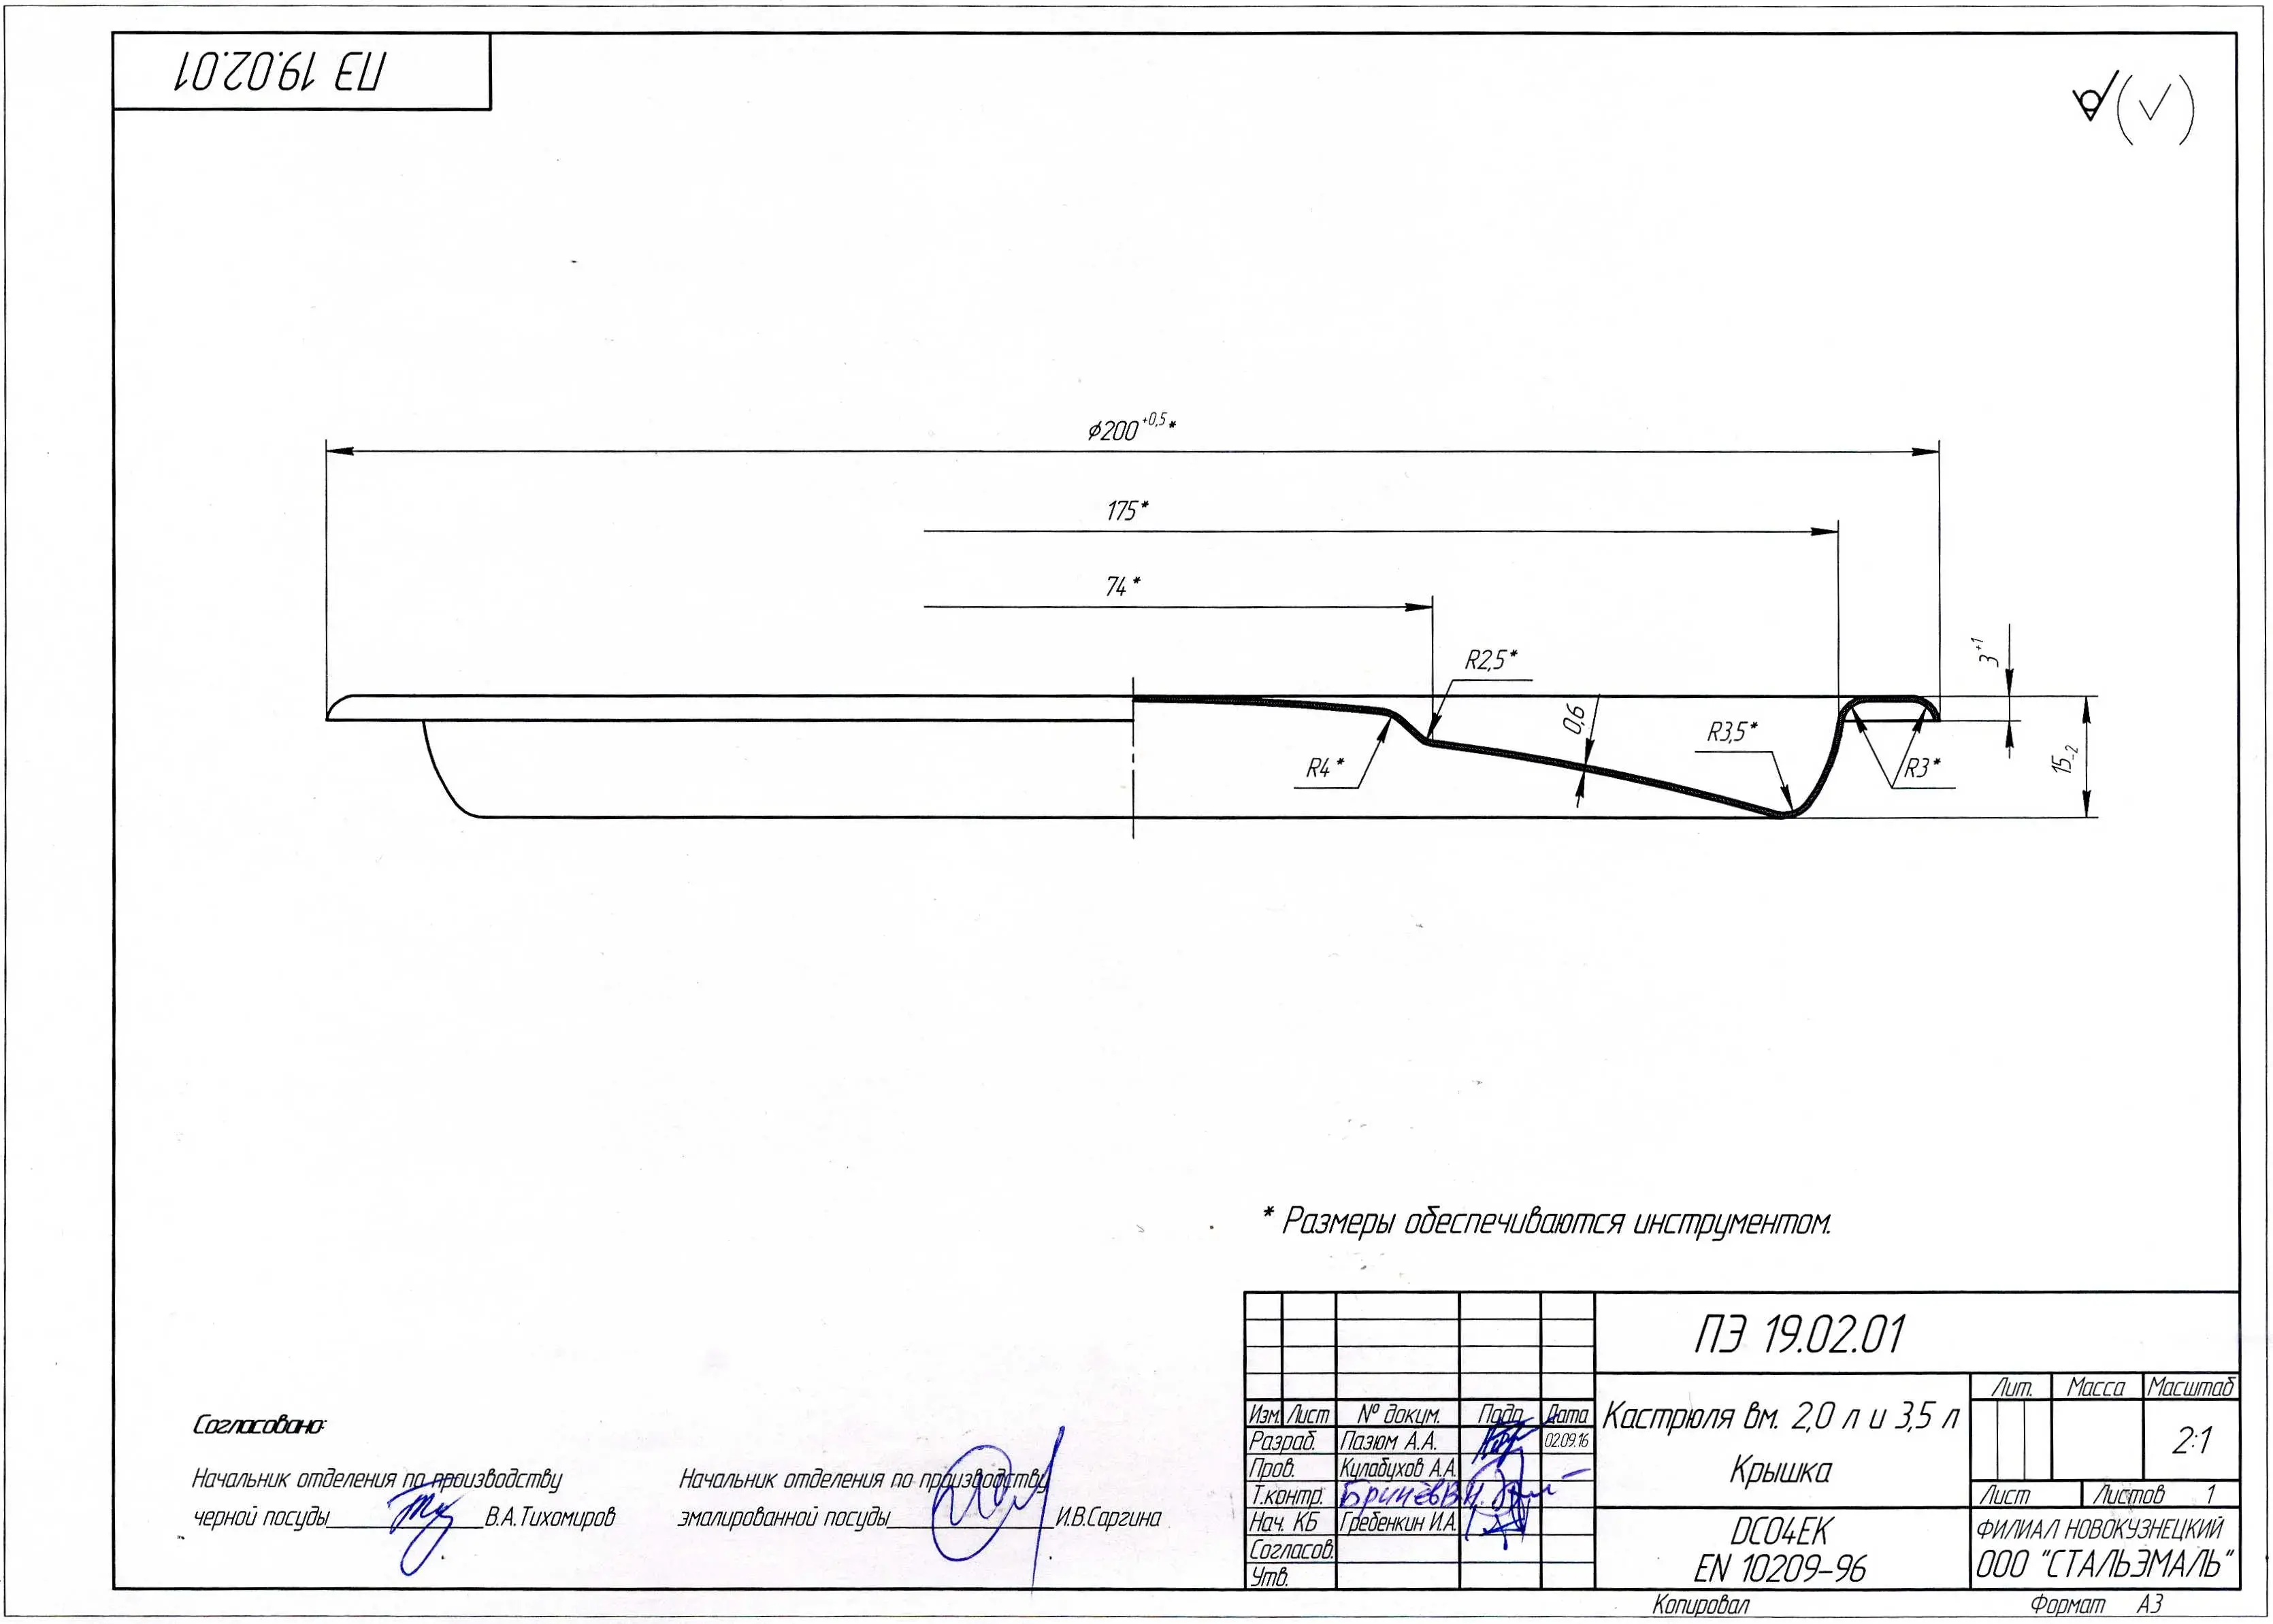 ПЭ 19.02.01
⌀200+0,5*
175*
74*
R2,5*
3+1
0,6
R3,5*
R4*
R3*
15-2
* Размеры обеспечиваются инструментом.
Согласовано:
Начальник отделения по производству
черной посуды В.А.Тихомиров
Начальник отделения по производству
эмалированной посуды И.В.Саргина
ПЭ 19.02.01
Изм. Лист № докум. Подп. Дата
Разраб. Пазюм А.А. 02.09.16
Пров. Кулабухов А.А.
Т.контр.
Нач. КБ Гребенкин И.А.
Согласов.
Утв.
Кастрюля вм. 2,0 л и 3,5 л
Крышка
Лит. Масса Масштаб
2:1
Лист Листов 1
DC04EK
EN 10209-96
ФИЛИАЛ НОВОКУЗНЕЦКИЙ
ООО "СТАЛЬЭМАЛЬ"
Копировал Формат А3